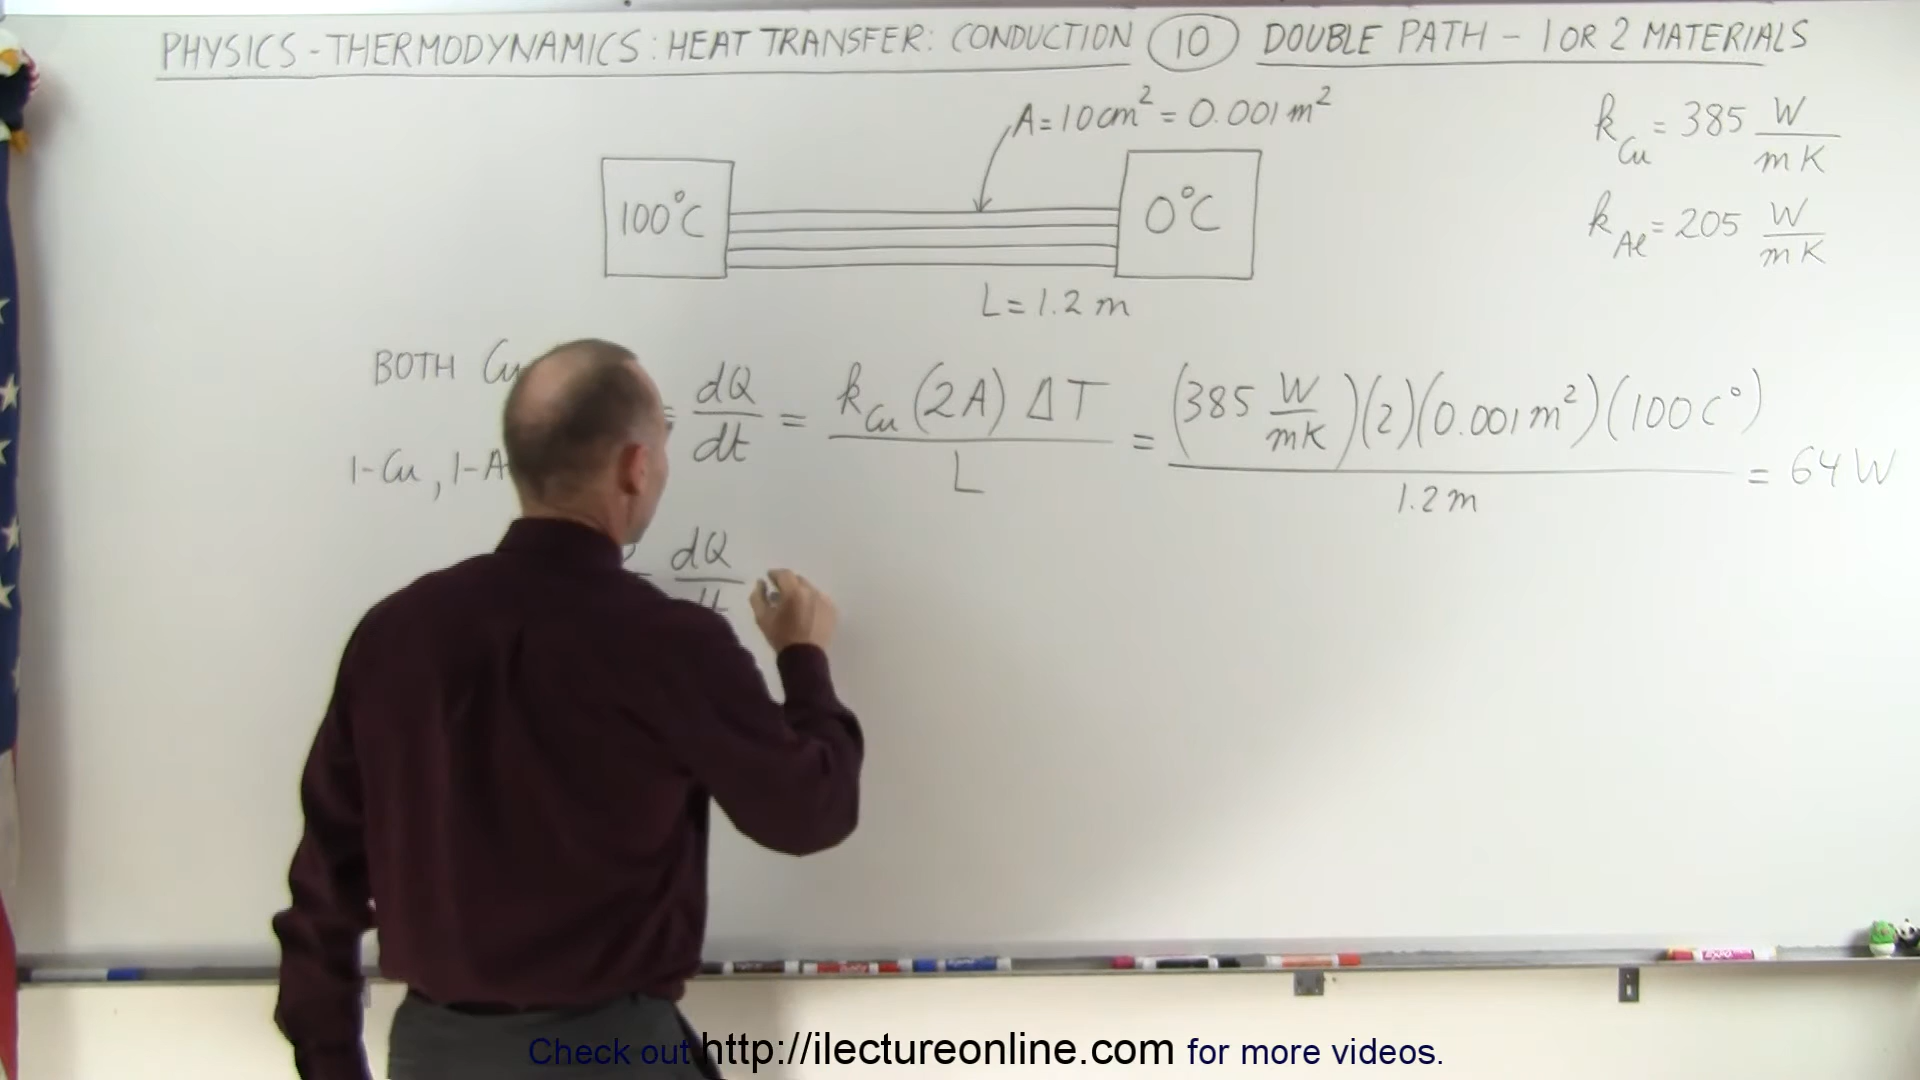 PHYSICS - THERMODYNAMICS: HEAT TRANSFER: CONDUCTION (10) DOUBLE PATH - 1 OR 2 MATERIALS
A = 10 cm² = 0.001 m²
k_Cu = 385 W/mK
100°C 0°C
k_Al = 205 W/mK
L = 1.2 m
BOTH Cu
= dQ/dt = k_Cu (2A) ΔT / L = (385 W/mK)(2)(0.001 m²)(100 C°) / 1.2 m = 64 W
1-Cu, 1-A
dQ/dt
Check out http://ilectureonline.com for more videos.